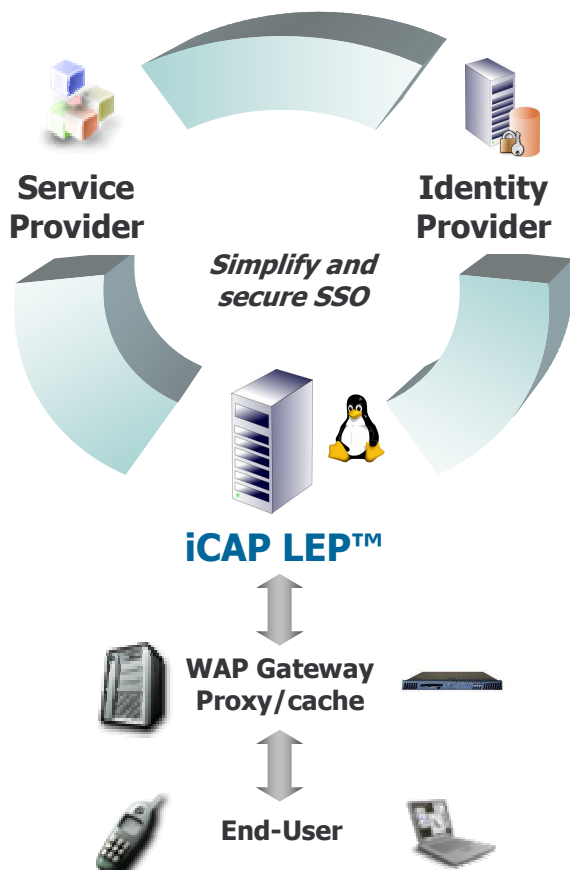 Service
Provider
Identity
Provider
Simplify and
secure SSO
iCAP LEP™
WAP Gateway
Proxy/cache
End-User